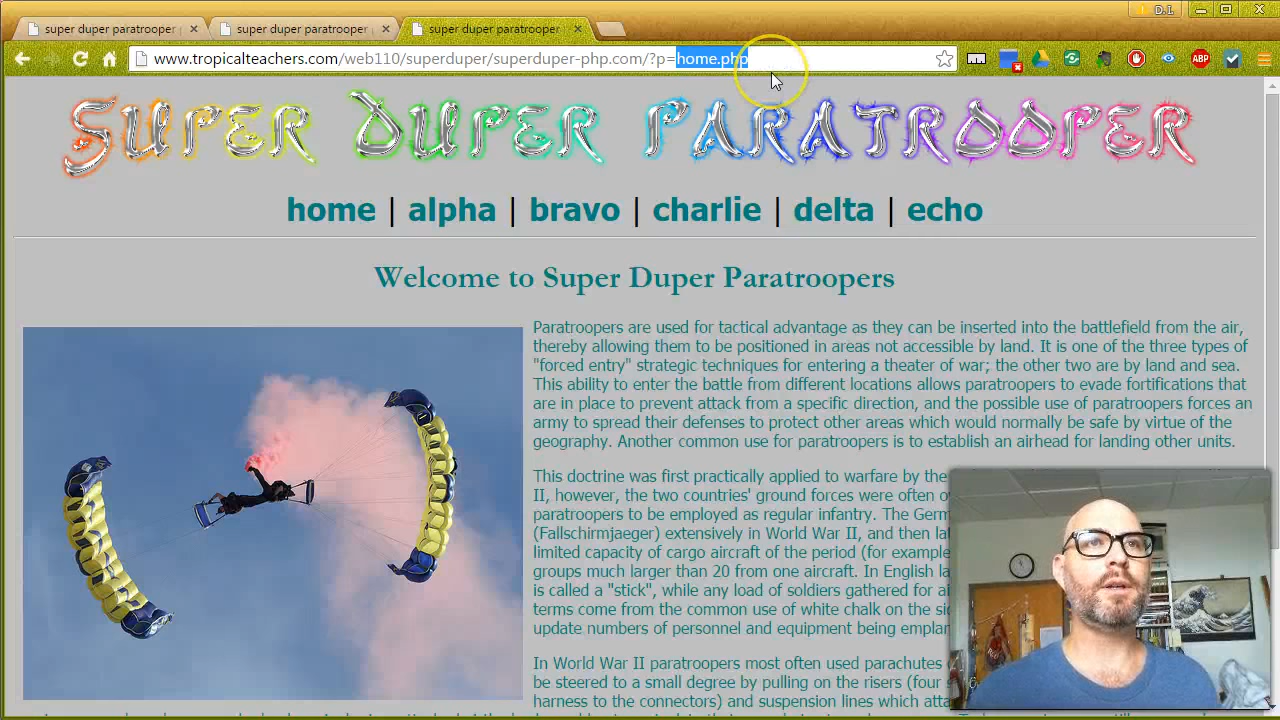 D.L.
super duper paratrooper
super duper paratrooper
super duper paratrooper
www.tropicalteachers.com/web110/superduper/superduper-php.com/?p=home.php
ABP
Super Duper Paratrooper
home | alpha | bravo | charlie | delta | echo
Welcome to Super Duper Paratroopers
Paratroopers are used for tactical advantage as they can be inserted into the battlefield from the air,
thereby allowing them to be positioned in areas not accessible by land. It is one of the three types of
"forced entry" strategic techniques for entering a theater of war; the other two are by land and sea.
This ability to enter the battle from different locations allows paratroopers to evade fortifications that
are in place to prevent attack from a specific direction, and the possible use of paratroopers forces an
army to spread their defenses to protect other areas which would normally be safe by virtue of the
geography. Another common use for paratroopers is to establish an airhead for landing other units.
This doctrine was first practically applied to warfare by the
II, however, the two countries' ground forces were often
paratroopers to be employed as regular infantry. The
(Fallschirmjaeger) extensively in World War II, and then
limited capacity of cargo aircraft of the period (for example
groups much larger than 20 from one aircraft. In English
is called a "stick", while any load of soldiers gathered for
terms come from the common use of white chalk on the
update numbers of personnel and equipment being
In World War II paratroopers most often used parachutes
be steered to a small degree by pulling on the risers (four
harness to the connectors) and suspension lines which